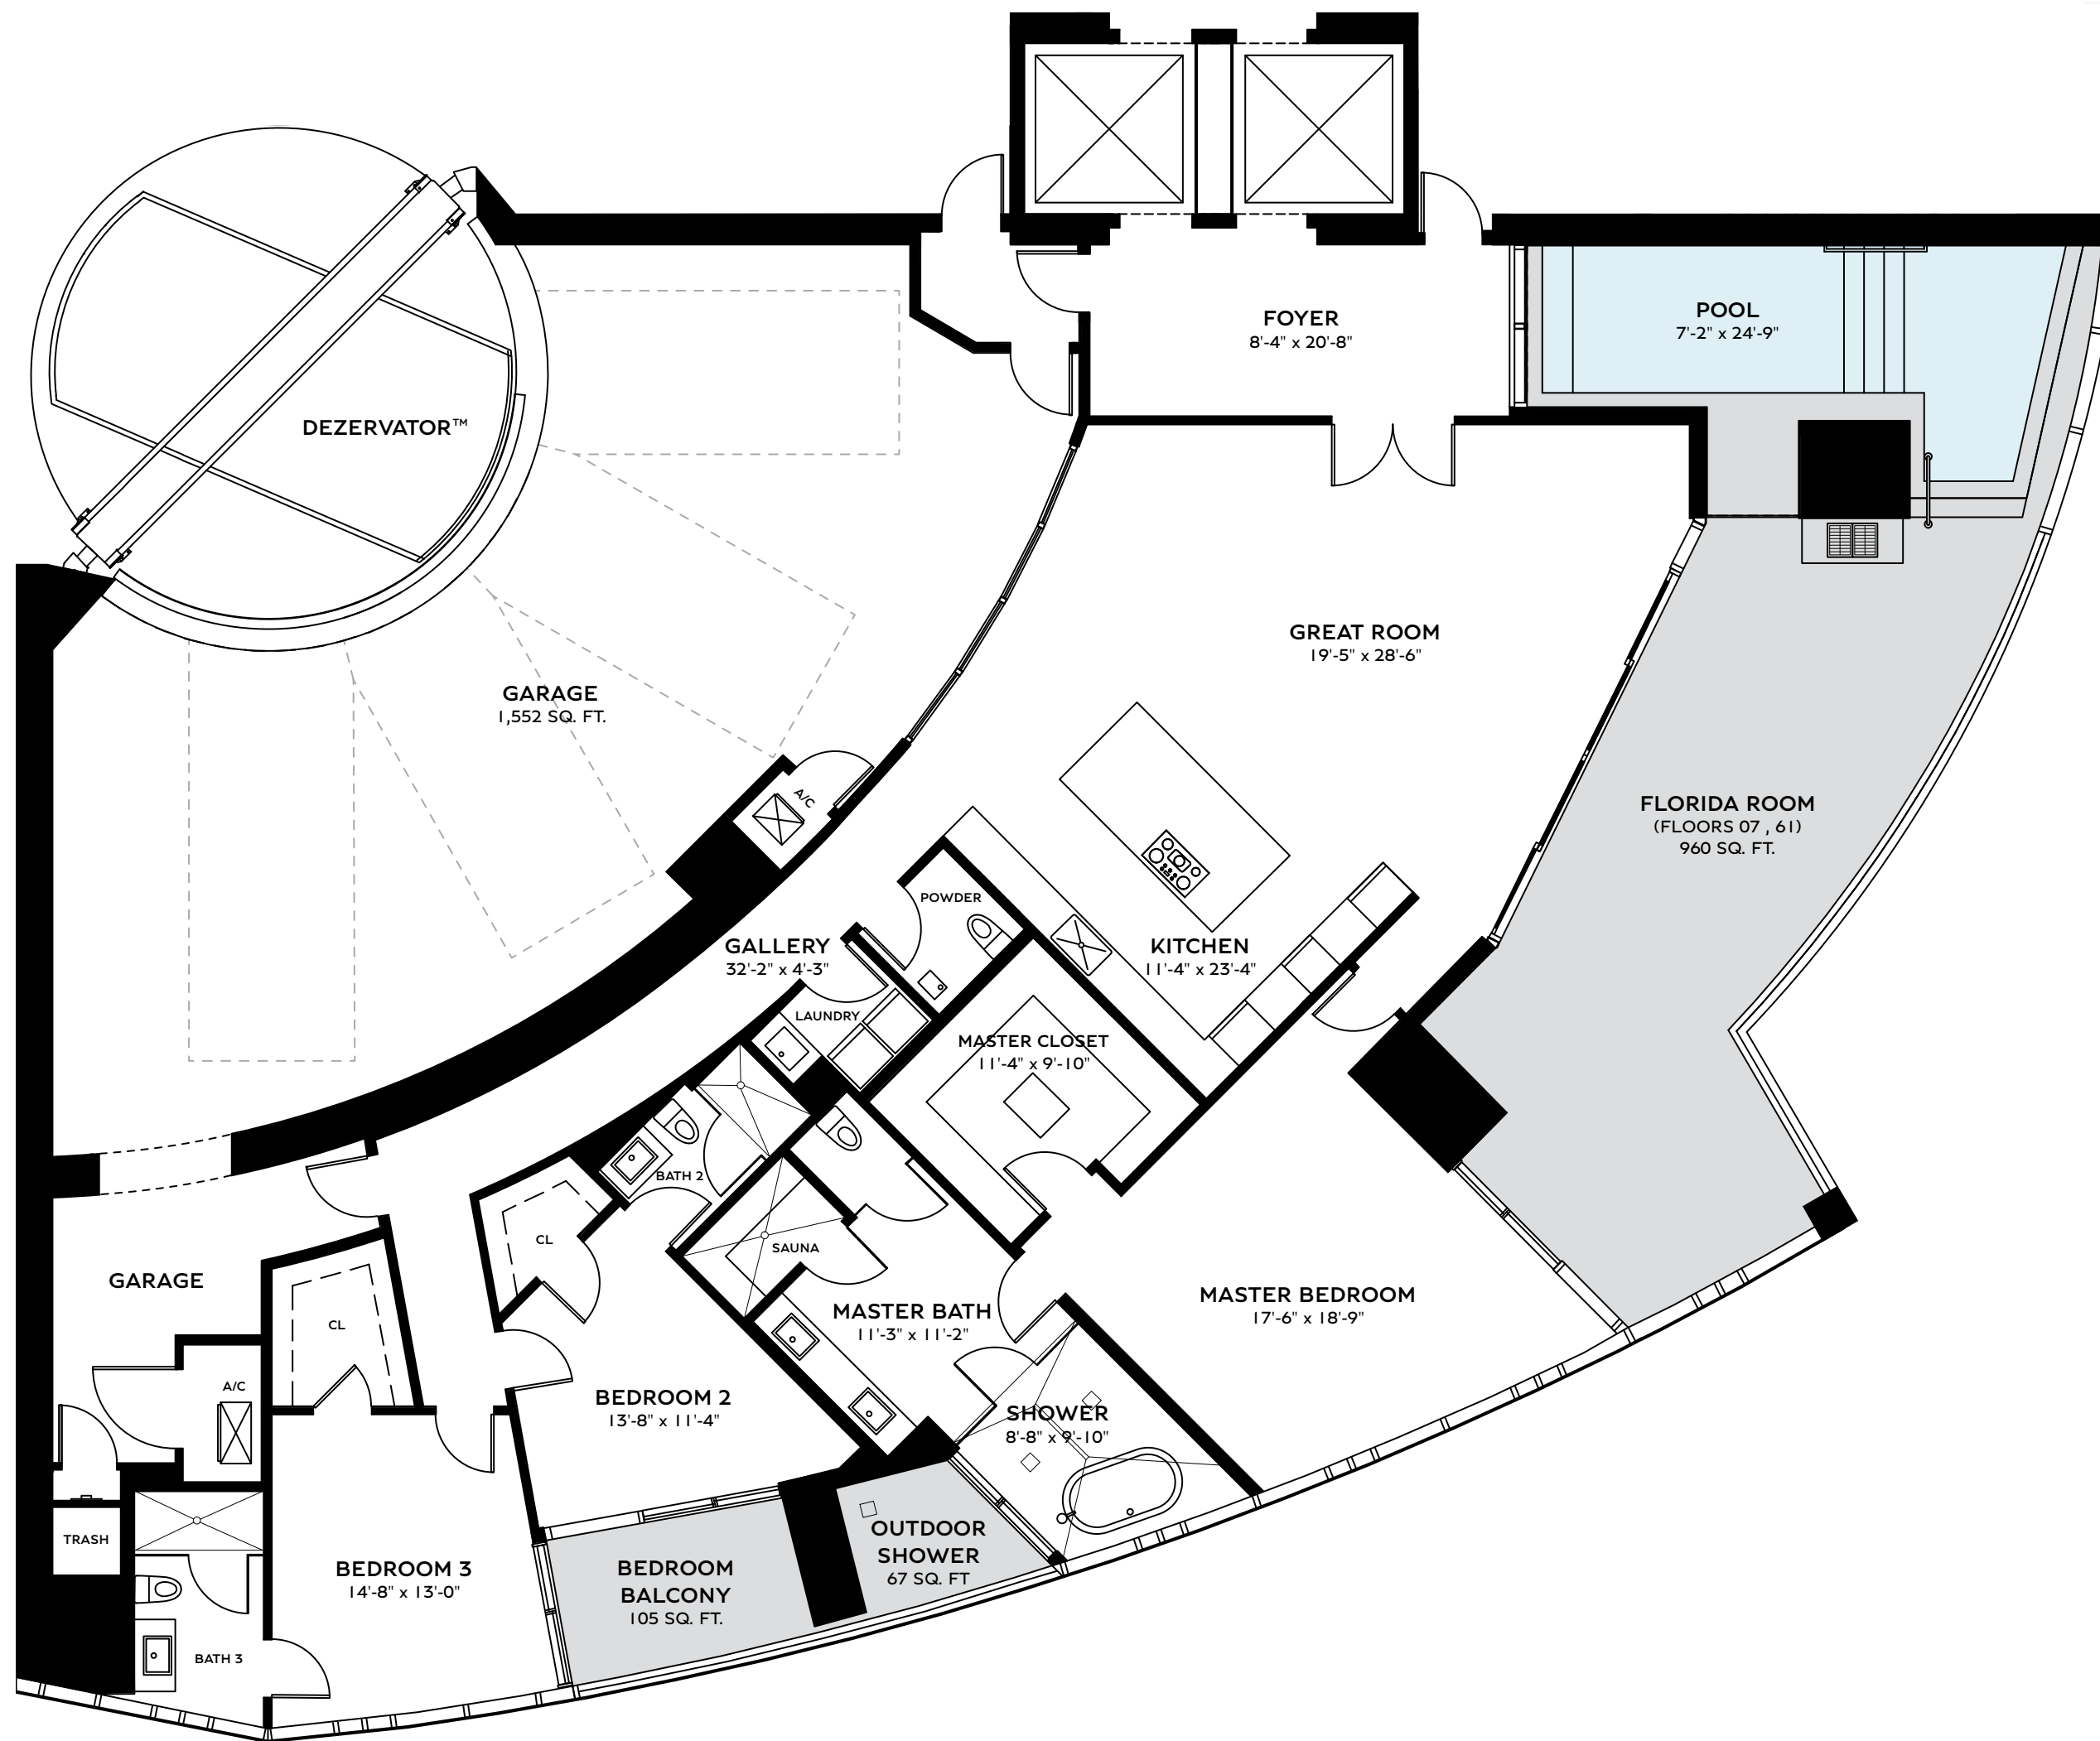 FOYER
8'-4" x 20'-8"
POOL
7'-2" x 24'-9"
DEZERVATOR™
GREAT ROOM
19'-5" x 28'-6"
GARAGE
1,552 SQ. FT.
A/C
FLORIDA ROOM
(FLOORS 07 , 61)
960 SQ. FT.
POWDER
GALLERY
32'-2" x 4'-3"
KITCHEN
11'-4" x 23'-4"
LAUNDRY
MASTER CLOSET
11'-4" x 9'-10"
BATH 2
CL
SAUNA
GARAGE
CL
MASTER BATH
11'-3" x 11'-2"
MASTER BEDROOM
17'-6" x 18'-9"
A/C
BEDROOM 2
13'-8" x 11'-4"
SHOWER
8'-8" x 9'-10"
TRASH
OUTDOOR
SHOWER
67 SQ. FT
BEDROOM 3
14'-8" x 13'-0"
BEDROOM
BALCONY
105 SQ. FT.
BATH 3